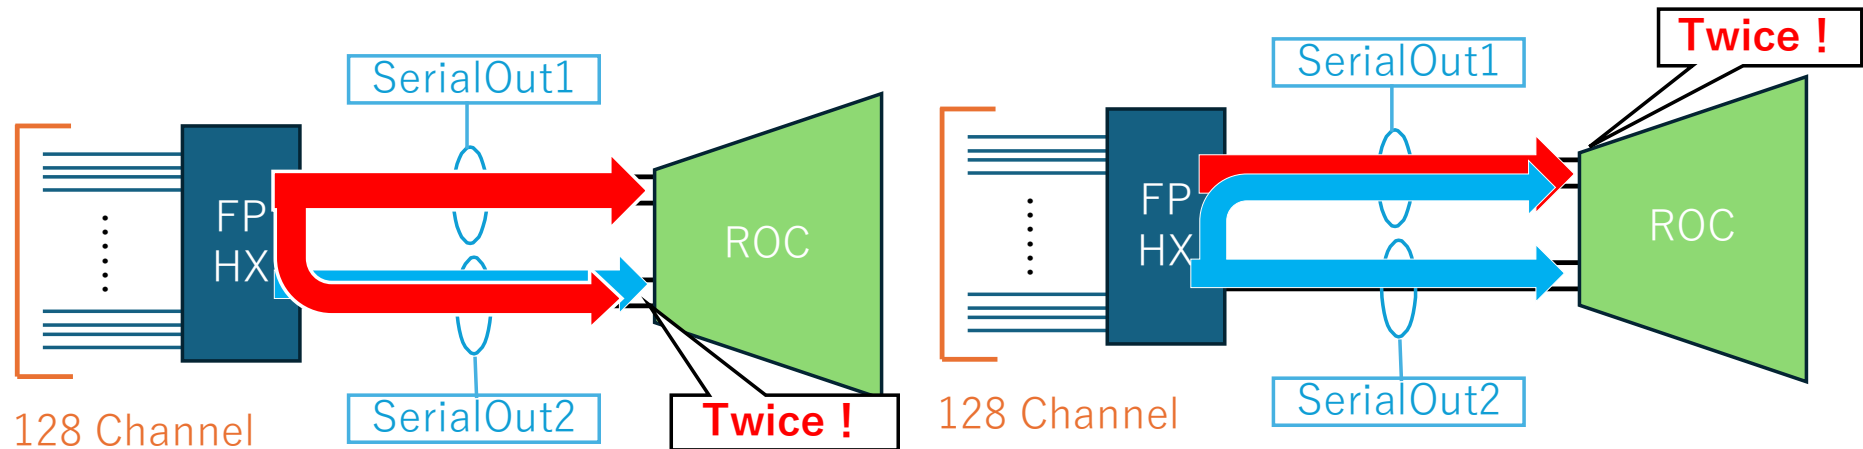 SerialOut1
FP
HX
ROC
SerialOut2
Twice !
128 Channel
Twice !
SerialOut1
FP
HX
ROC
SerialOut2
128 Channel